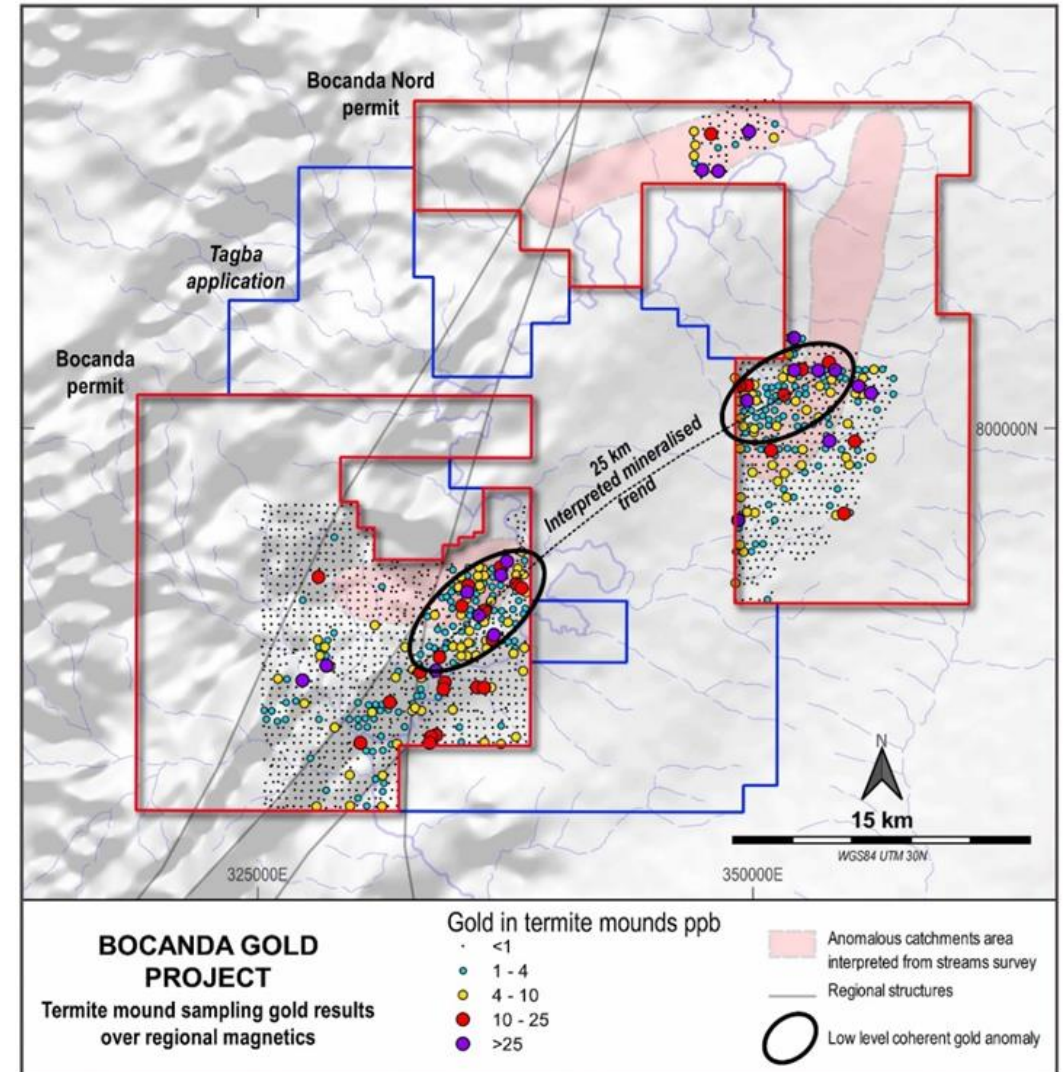 Bocanda Nord
permit
Tagba
application
Bocanda
permit
800000N
25 km
Interpreted mineralised
trend
N
15 km
WGS84 UTM 30N
325000E
350000E
BOCANDA GOLD
PROJECT
Termite mound sampling gold results
over regional magnetics
Gold in termite mounds ppb
<1
1 - 4
4 - 10
10 - 25
>25
Anomalous catchments area
interpreted from streams survey
Regional structures
Low level coherent gold anomaly